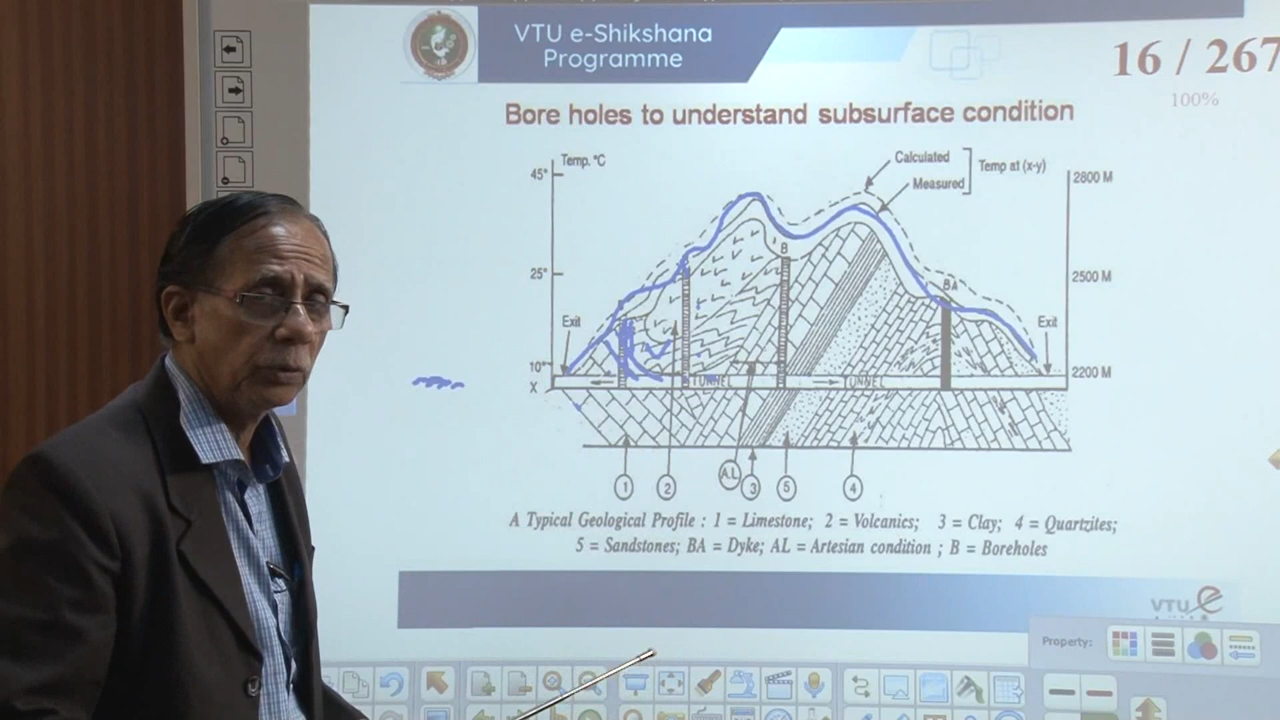 VTU e-Shikshana
Programme
16 / 267
100%
Bore holes to understand subsurface condition
Temp. °C
45°
25°
10°
X
Calculated
Measured
Temp at (x-y)
2800 M
2500 M
2200 M
B
BA
Exit
Exit
TUNNEL
TUNNEL
1
2
AL
3
5
4
A Typical Geological Profile : 1 = Limestone; 2 = Volcanics; 3 = Clay; 4 = Quartzites;
5 = Sandstones; BA = Dyke; AL = Artesian condition ; B = Boreholes
VTU e
Property: